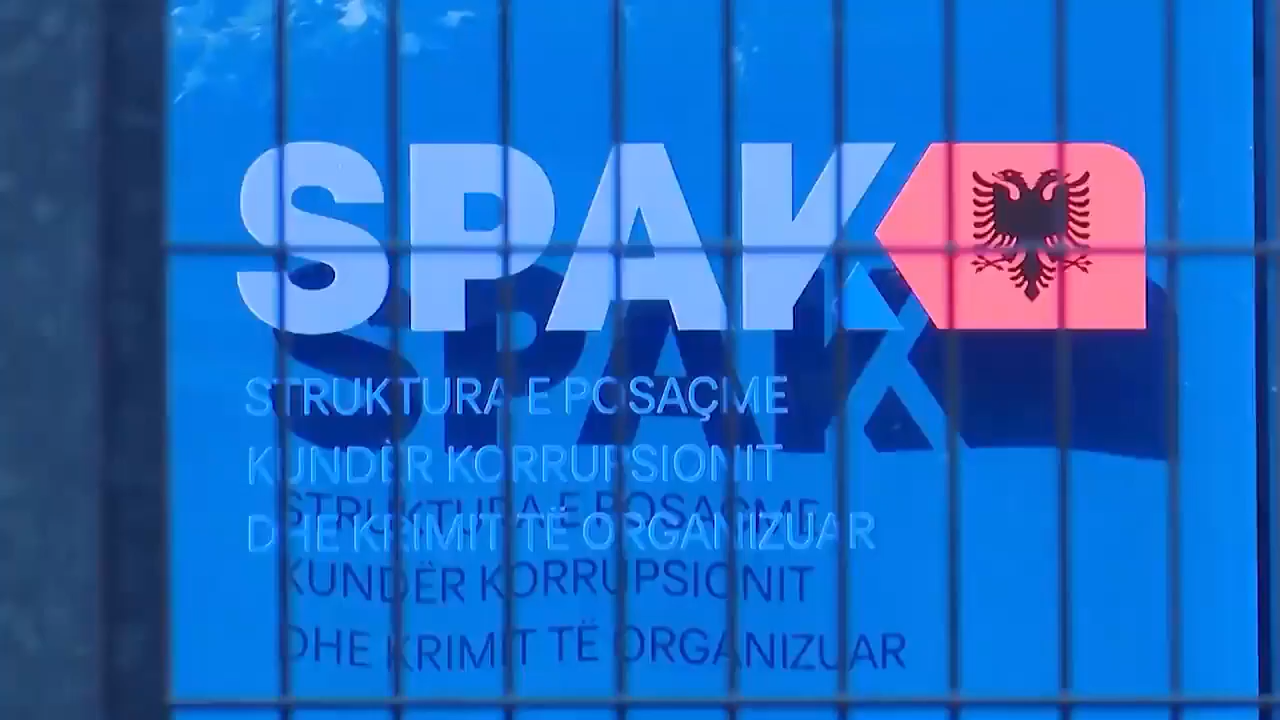 SPAK
STRUKTURA E POSAÇME
KUNDËR KORRUPSIONIT
DHE KRIMIT TË ORGANIZUAR